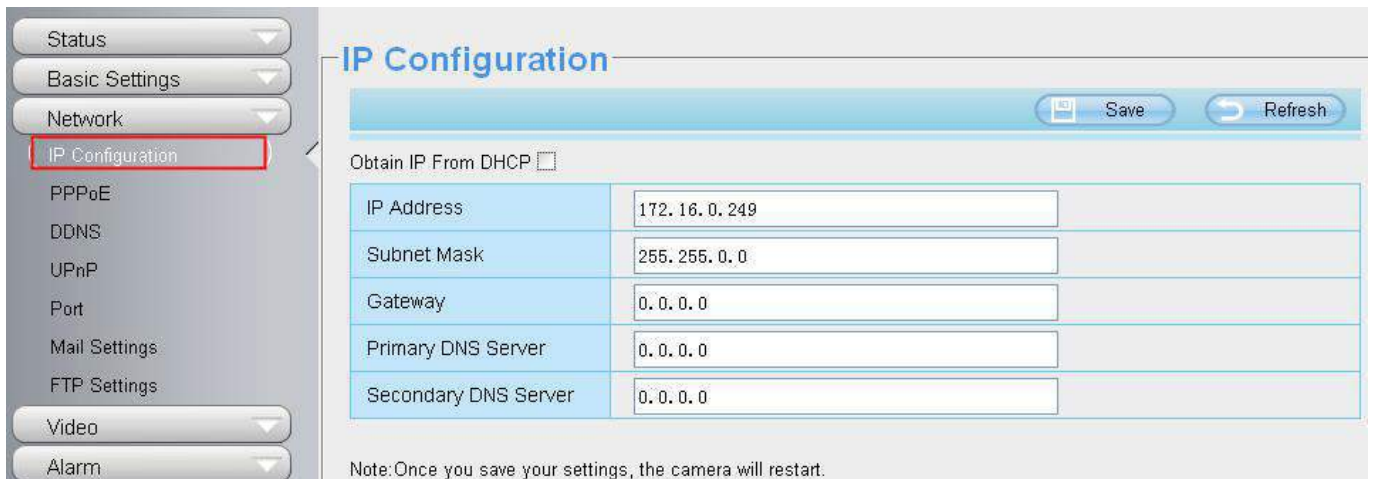 Status
Basic Settings
Network
IP Configuration
PPPoE
DDNS
UPnP
Port
Mail Settings
FTP Settings
Video
Alarm
IP Configuration
Save Refresh
Obtain IP From DHCP
IP Address 172.16.0.249
Subnet Mask 255.255.0.0
Gateway 0.0.0.0
Primary DNS Server 0.0.0.0
Secondary DNS Server 0.0.0.0
Note:Once you save your settings, the camera will restart.